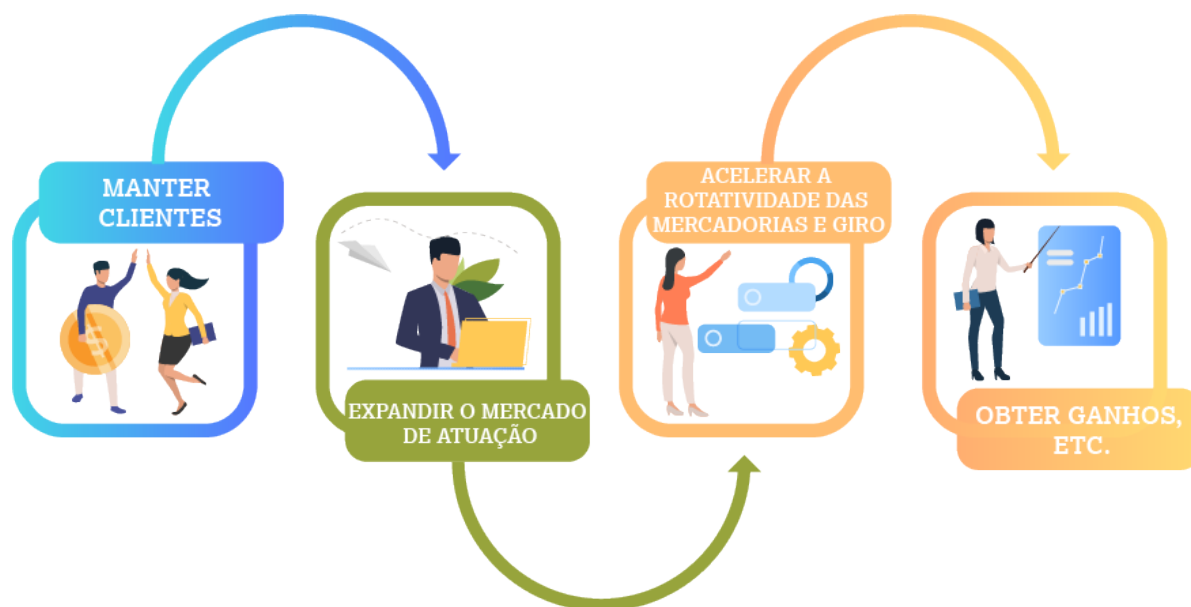 MANTER
CLIENTES
EXPANDIR O MERCADO
DE ATUAÇÃO
ACELERAR A
ROTATIVIDADE DAS
MERCADORIAS E GIRO
OBTER GANHOS,
ETC.